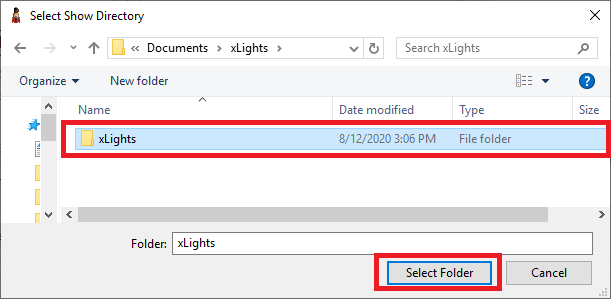 Select Show Directory
« Documents > xLights >
Search xLights
Organize
New folder
?
Name
Date modified
Type
Size
xLights
8/12/2020 3:06 PM
File folder
Folder:
xLights
Select Folder
Cancel